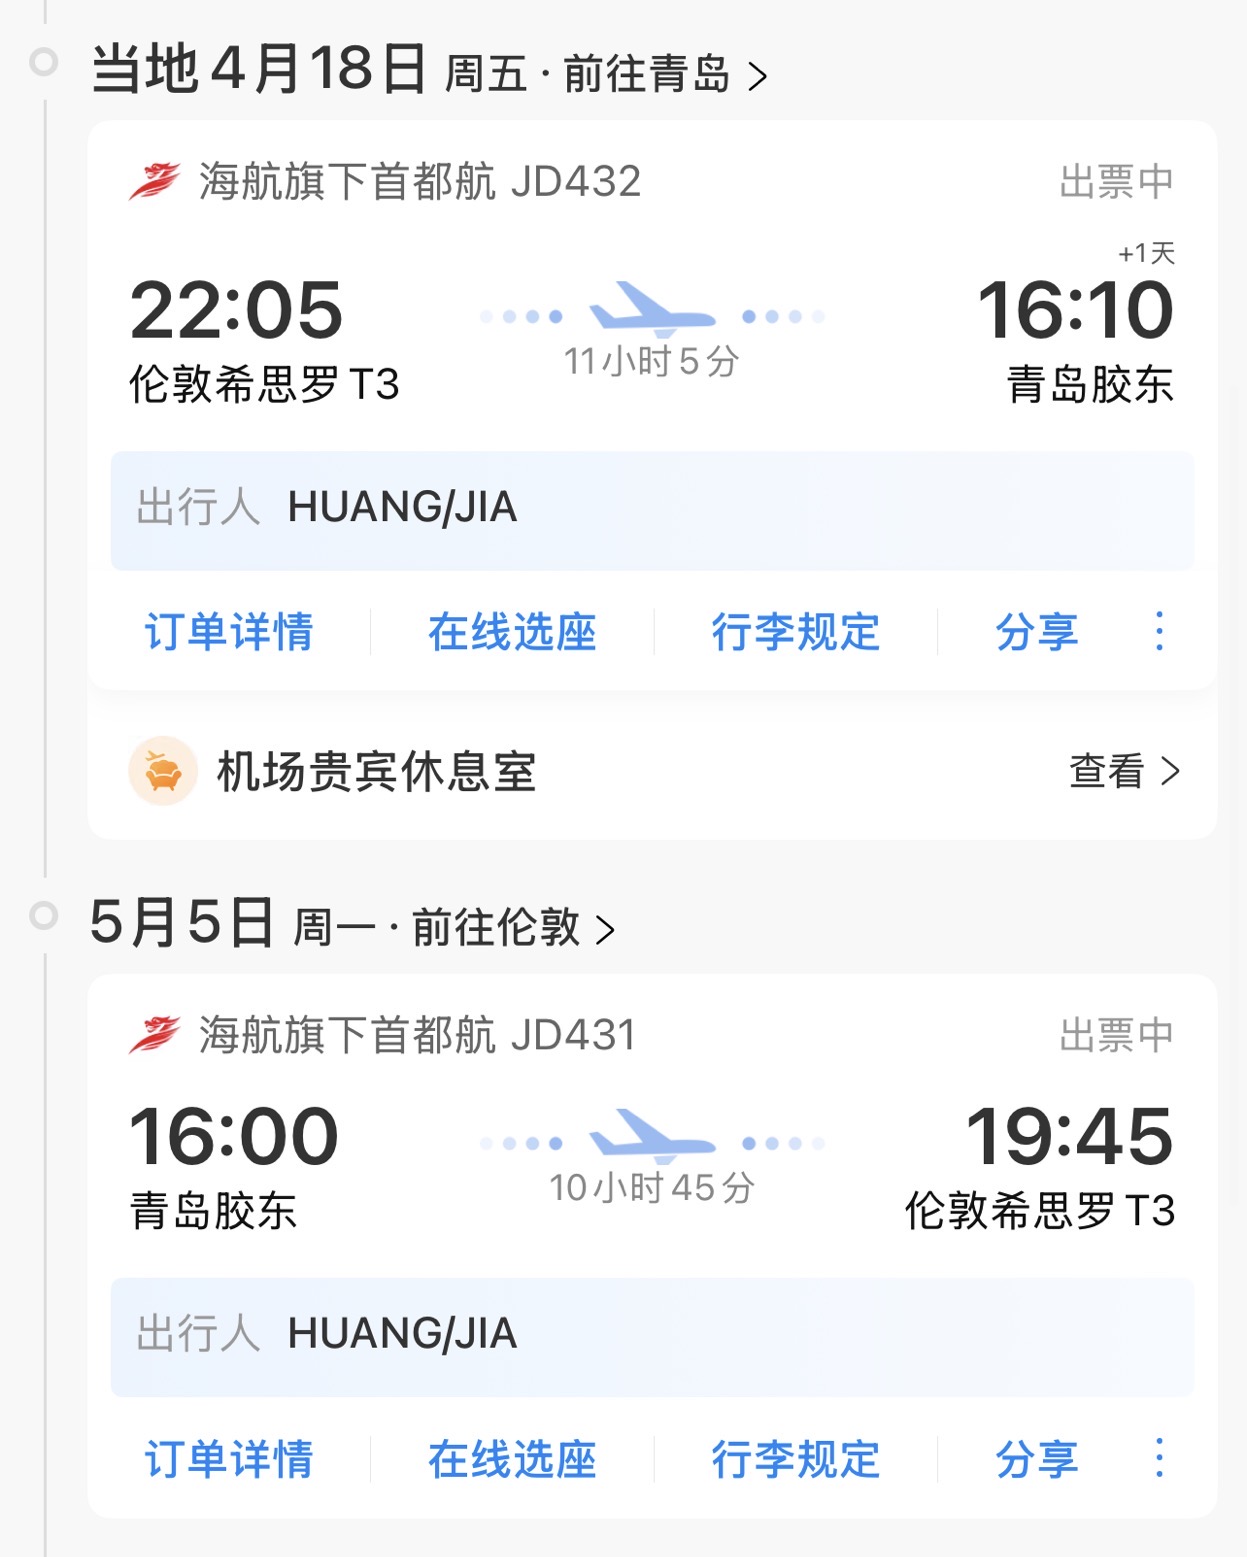 当地4月18日 周五 · 前往青岛 >
海航旗下首都航 JD432 出票中
+1天
22:05 16:10
11小时5分
伦敦希思罗T3 青岛胶东
出行人 HUANG/JIA
订单详情 在线选座 行李规定 分享
机场贵宾休息室 查看 >
5月5日 周一 · 前往伦敦 >
海航旗下首都航 JD431 出票中
16:00 19:45
10小时45分
青岛胶东 伦敦希思罗T3
出行人 HUANG/JIA
订单详情 在线选座 行李规定 分享